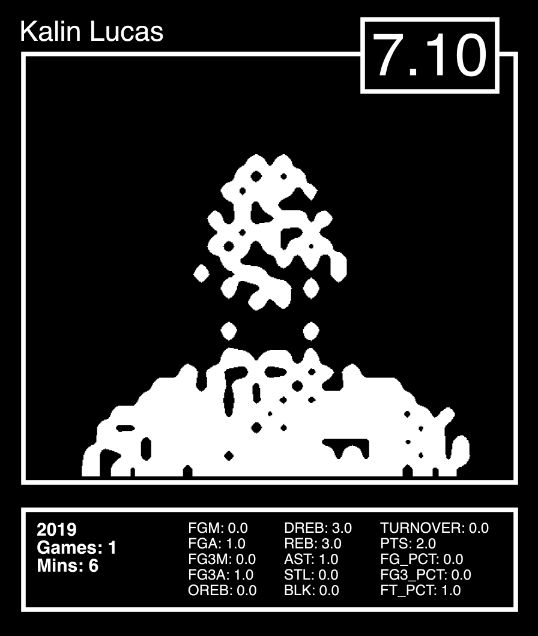 Kalin Lucas
7.10
2019
Games: 1
Mins: 6
FGM: 0.0
FGA: 1.0
FG3M: 0.0
FG3A: 1.0
OREB: 0.0
DREB: 3.0
REB: 3.0
AST: 1.0
STL: 0.0
BLK: 0.0
TURNOVER: 0.0
PTS: 2.0
FG_PCT: 0.0
FG3_PCT: 0.0
FT_PCT: 1.0